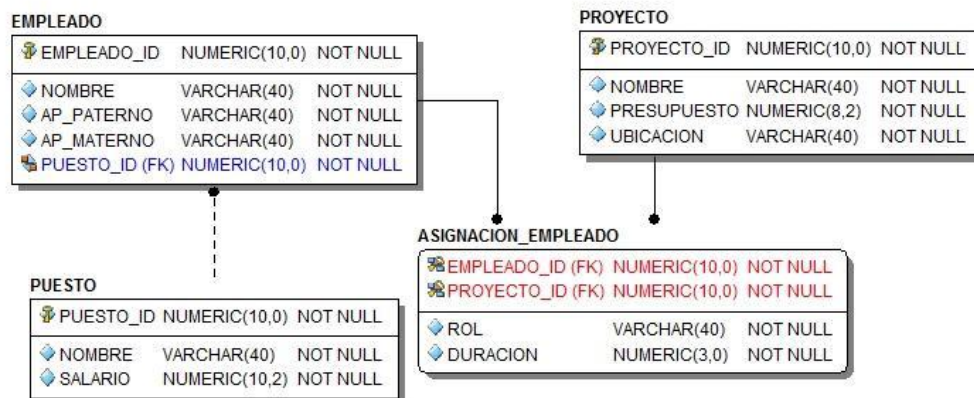 EMPLEADO
EMPLEADO_ID NUMERIC(10,0) NOT NULL
NOMBRE VARCHAR(40) NOT NULL
AP_PATERNO VARCHAR(40) NOT NULL
AP_MATERNO VARCHAR(40) NOT NULL
PUESTO_ID (FK) NUMERIC(10,0) NOT NULL
PROYECTO
PROYECTO_ID NUMERIC(10,0) NOT NULL
NOMBRE VARCHAR(40) NOT NULL
PRESUPUESTO NUMERIC(8,2) NOT NULL
UBICACION VARCHAR(40) NOT NULL
ASIGNACION_EMPLEADO
EMPLEADO_ID (FK) NUMERIC(10,0) NOT NULL
PROYECTO_ID (FK) NUMERIC(10,0) NOT NULL
ROL VARCHAR(40) NOT NULL
DURACION NUMERIC(3,0) NOT NULL
PUESTO
PUESTO_ID NUMERIC(10,0) NOT NULL
NOMBRE VARCHAR(40) NOT NULL
SALARIO NUMERIC(10,2) NOT NULL